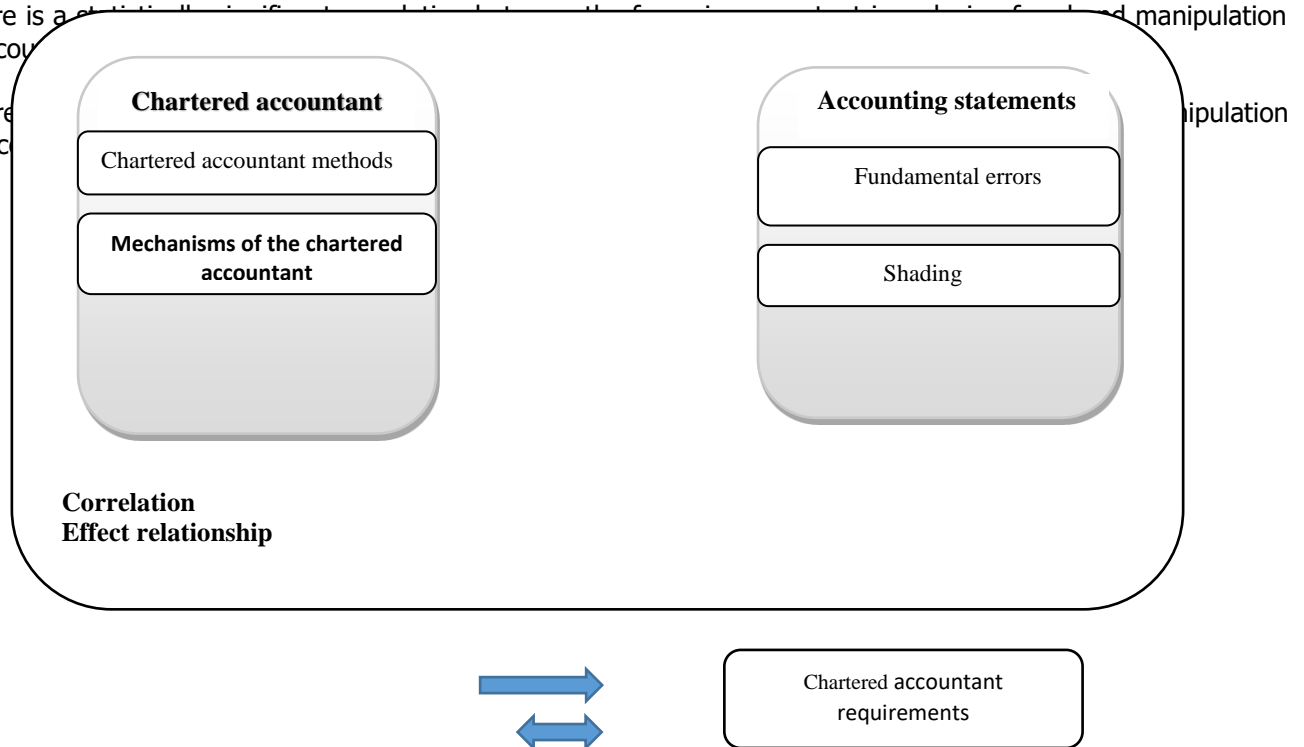 is a manipulation
Chartered accountant
Chartered accountant methods
Mechanisms of the chartered
accountant
Accounting statements
Fundamental errors
Shading
Correlation
Effect relationship
Chartered accountant
requirements